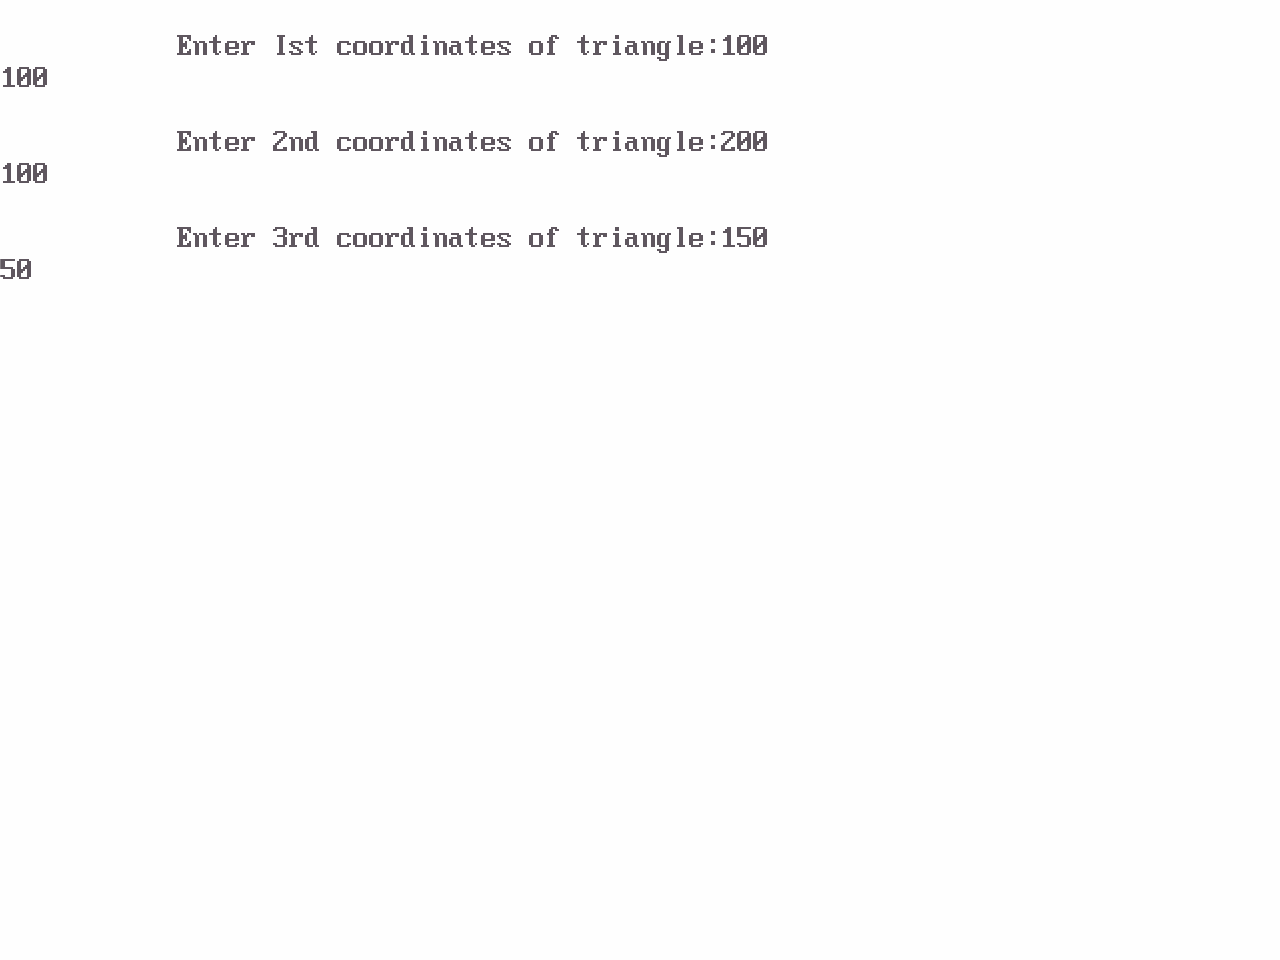 Enter Ist coordinates of triangle:100
100
Enter 2nd coordinates of triangle:200
100
Enter 3rd coordinates of triangle:150
50